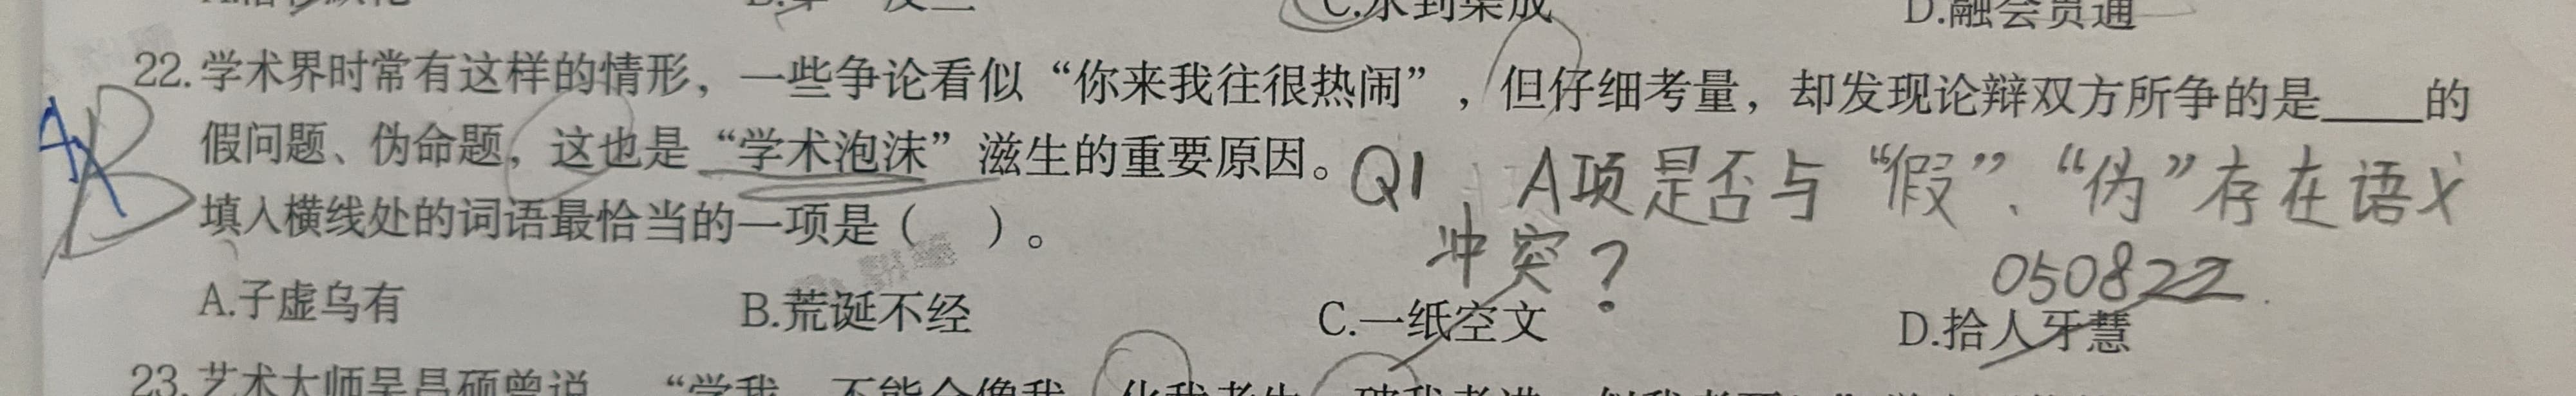 C.水到渠成 D.融会贯通
22.学术界时常有这样的情形，一些争论看似“你来我往很热闹”，但仔细考量，却发现论辩双方所争的是____的
假问题、伪命题，这也是“学术泡沫”滋生的重要原因。
填入横线处的词语最恰当的一项是（　）。
A
B
Q1 A项是否与“假”、“伪”存在语义
冲突？
050822
A.子虚乌有 B.荒诞不经 C.一纸空文 D.拾人牙慧
23.艺术大师吴昌硕曾说，“学我，不能全像我。化我者生，破我者进，似我者死。”